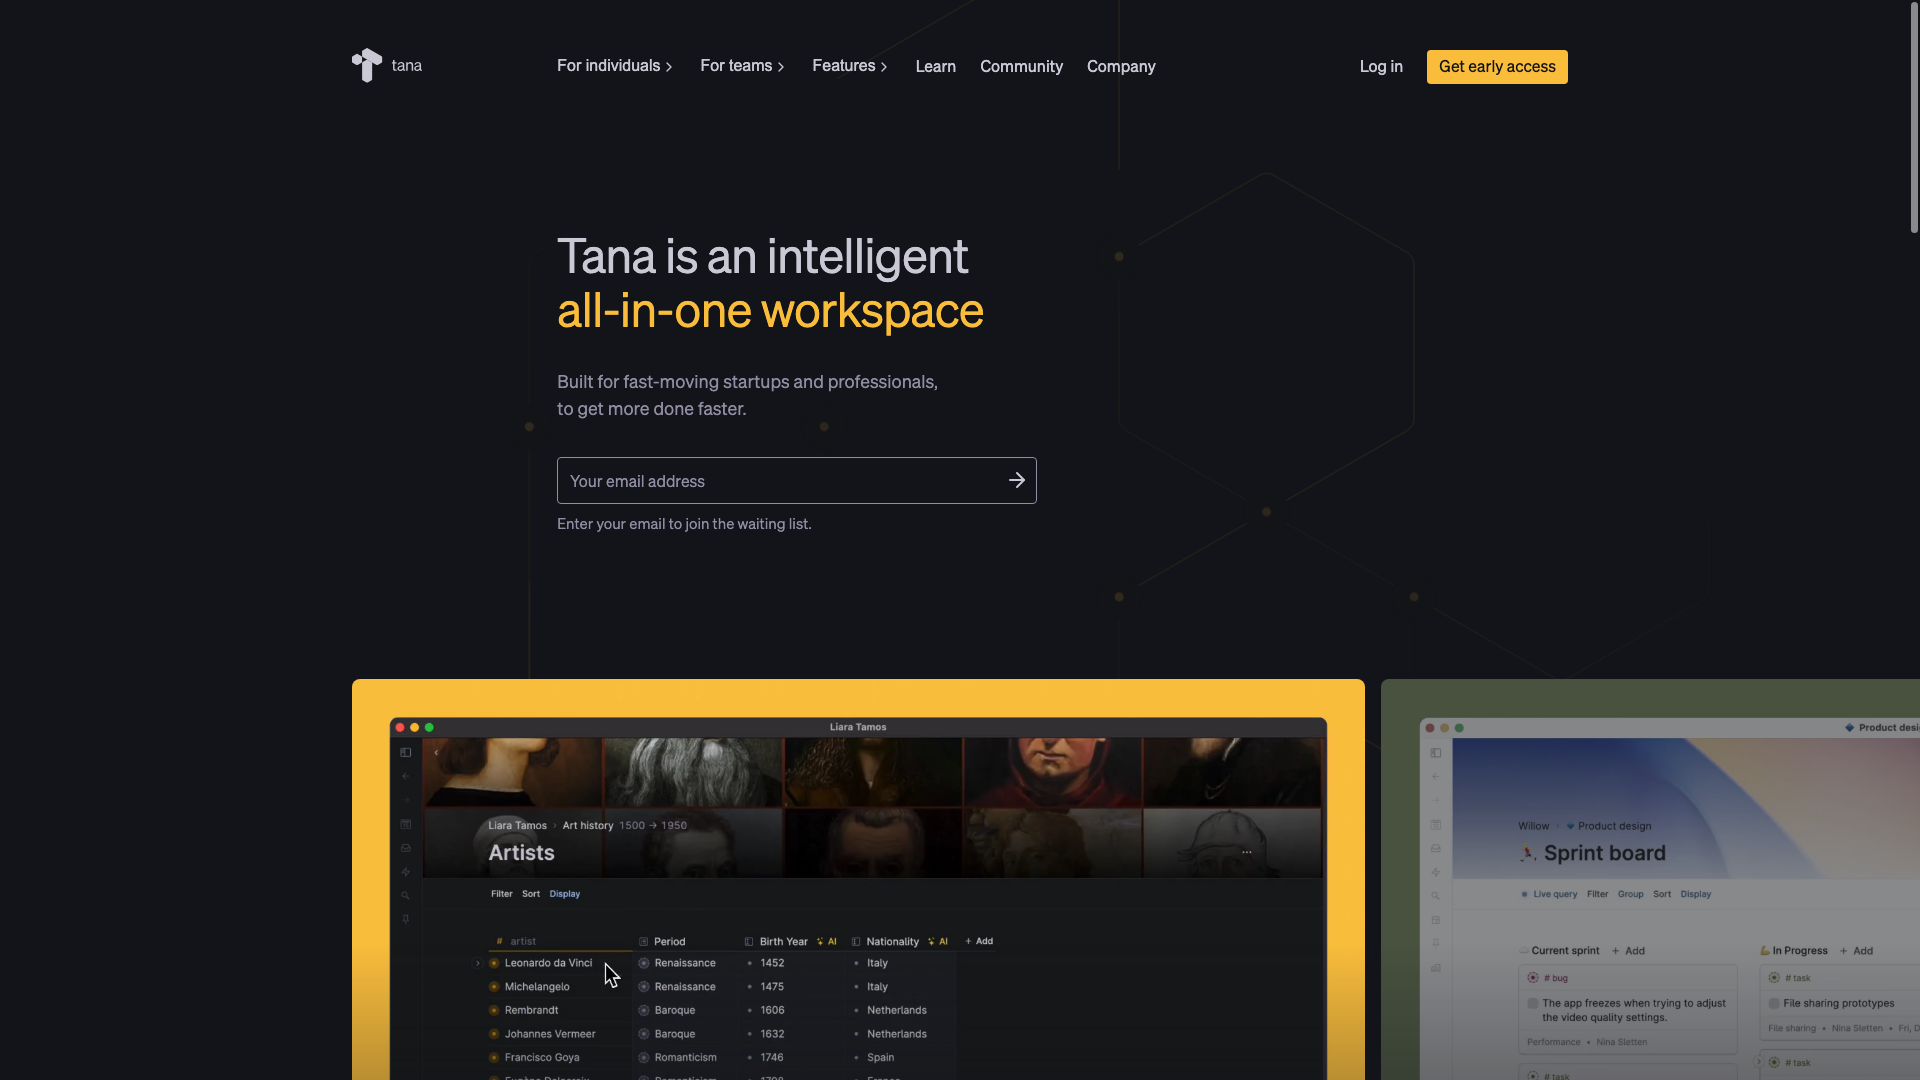 tana
For individuals
For teams
Features
Learn
Community
Company
Log in
Get early access
Tana is an intelligent
all-in-one workspace
Built for fast-moving startups and professionals,
to get more done faster.
Your email address
Enter your email to join the waiting list.
Liara Tamos
Liara Tamos › Art history 1500 → 1950
Artists
Filter Sort Display
# artist Period Birth Year AI Nationality AI + Add
Leonardo da Vinci Renaissance 1452 Italy
Michelangelo Renaissance 1475 Italy
Rembrandt Baroque 1606 Netherlands
Johannes Vermeer Baroque 1632 Netherlands
Francisco Goya Romanticism 1746 Spain
Product desi
Willow › Product design
Sprint board
Live query Filter Group Sort Display
Current sprint + Add
# bug
The app freezes when trying to adjust
the video quality settings.
Performance • Nina Sletten
# task
In Progress + Add
# task
File sharing prototypes
File sharing • Nina Sletten • Fri, D
# task